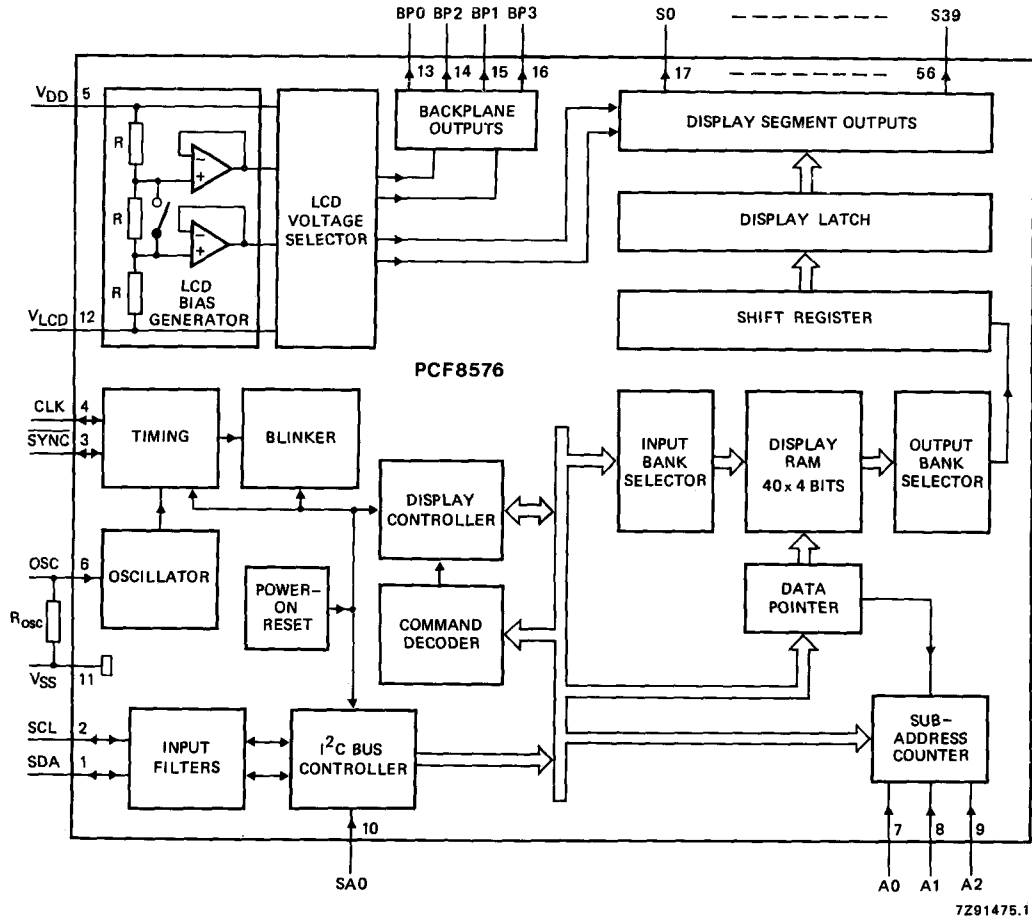 BP0 BP2 BP1 BP3 S0 S39
13 14 15 16 17 56
VDD 5
R
R
R
VLCD 12
LCD
BIAS
GENERATOR
LCD
VOLTAGE
SELECTOR
BACKPLANE
OUTPUTS
DISPLAY SEGMENT OUTPUTS
DISPLAY LATCH
SHIFT REGISTER
PCF8576
CLK 4
SYNC 3
TIMING
BLINKER
DISPLAY
CONTROLLER
INPUT
BANK
SELECTOR
DISPLAY
RAM
40 x 4 BITS
OUTPUT
BANK
SELECTOR
OSC 6
ROSC
VSS 11
OSCILLATOR
POWER–
ON
RESET
COMMAND
DECODER
DATA
POINTER
SCL 2
SDA 1
INPUT
FILTERS
I2C BUS
CONTROLLER
SUB–
ADDRESS
COUNTER
10
SA0
7 8 9
A0 A1 A2
7Z91475.1